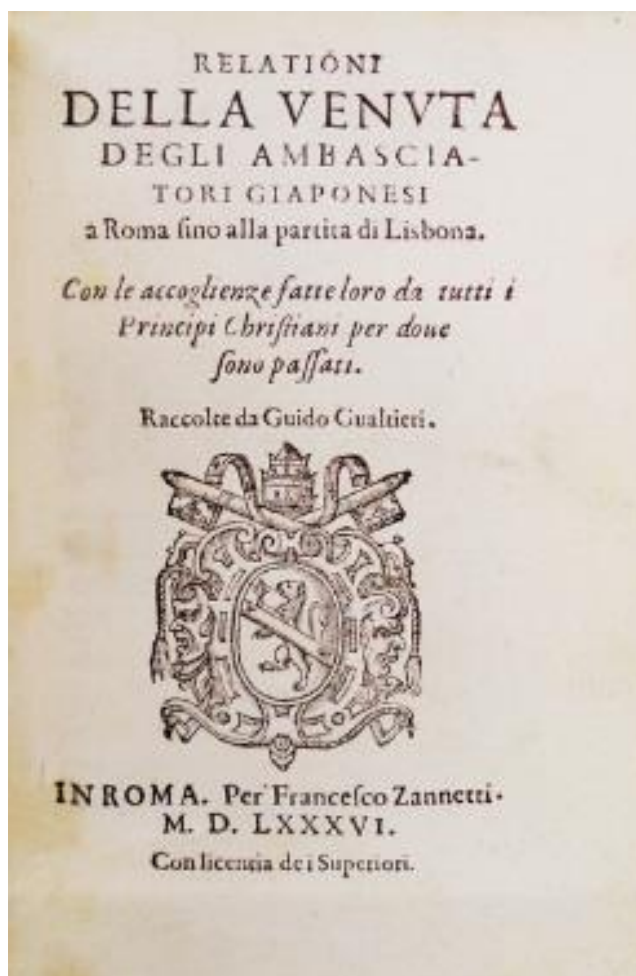 RELATIONI
DELLA VENVTA
DEGLI AMBASCIA-
TORI GIAPONESI
a Roma ſino alla partita di Lisbona.
Con le accoglienze fatte loro da tutti i
Principi Chriſtiani per doue
ſono paſſati.
Raccolte da Guido Gualtieri.
IN ROMA. Per Franceſco Zannetti.
M. D. LXXXVI.
Con licentia de i Superiori.